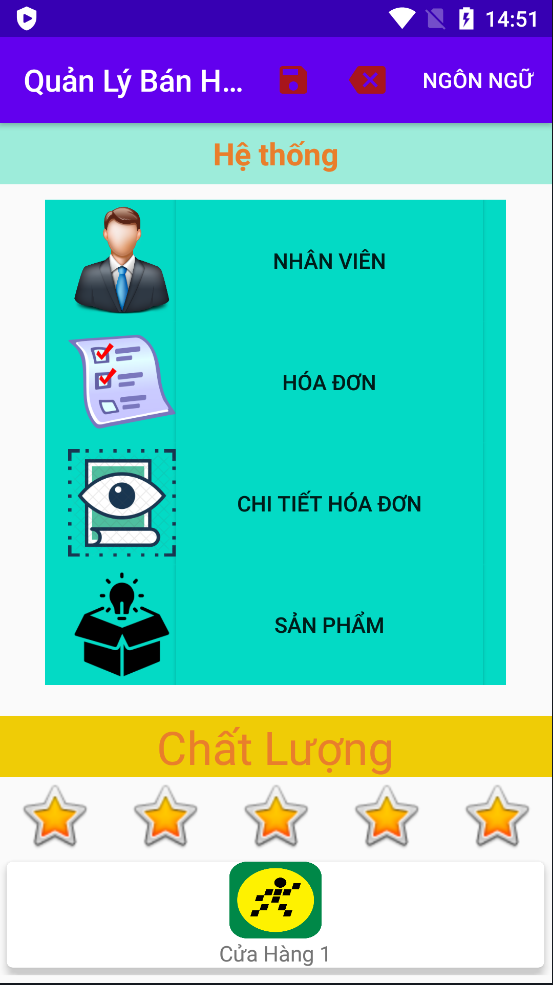 14:51
Quản Lý Bán H...
NGÔN NGỮ
Hệ thống
NHÂN VIÊN
HÓA ĐƠN
CHI TIẾT HÓA ĐƠN
SẢN PHẨM
Chất Lượng
Cửa Hàng 1